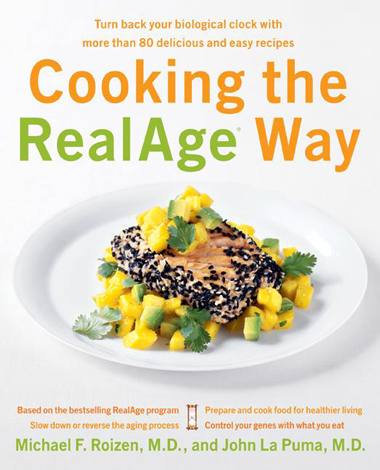 Turn back your biological clock with
more than 80 delicious and easy recipes
Cooking the
RealAge® Way
Based on the bestselling RealAge program
Slow down or reverse the aging process
Prepare and cook food for healthier living
Control your genes with what you eat
Michael F. Roizen, M.D., and John La Puma, M.D.